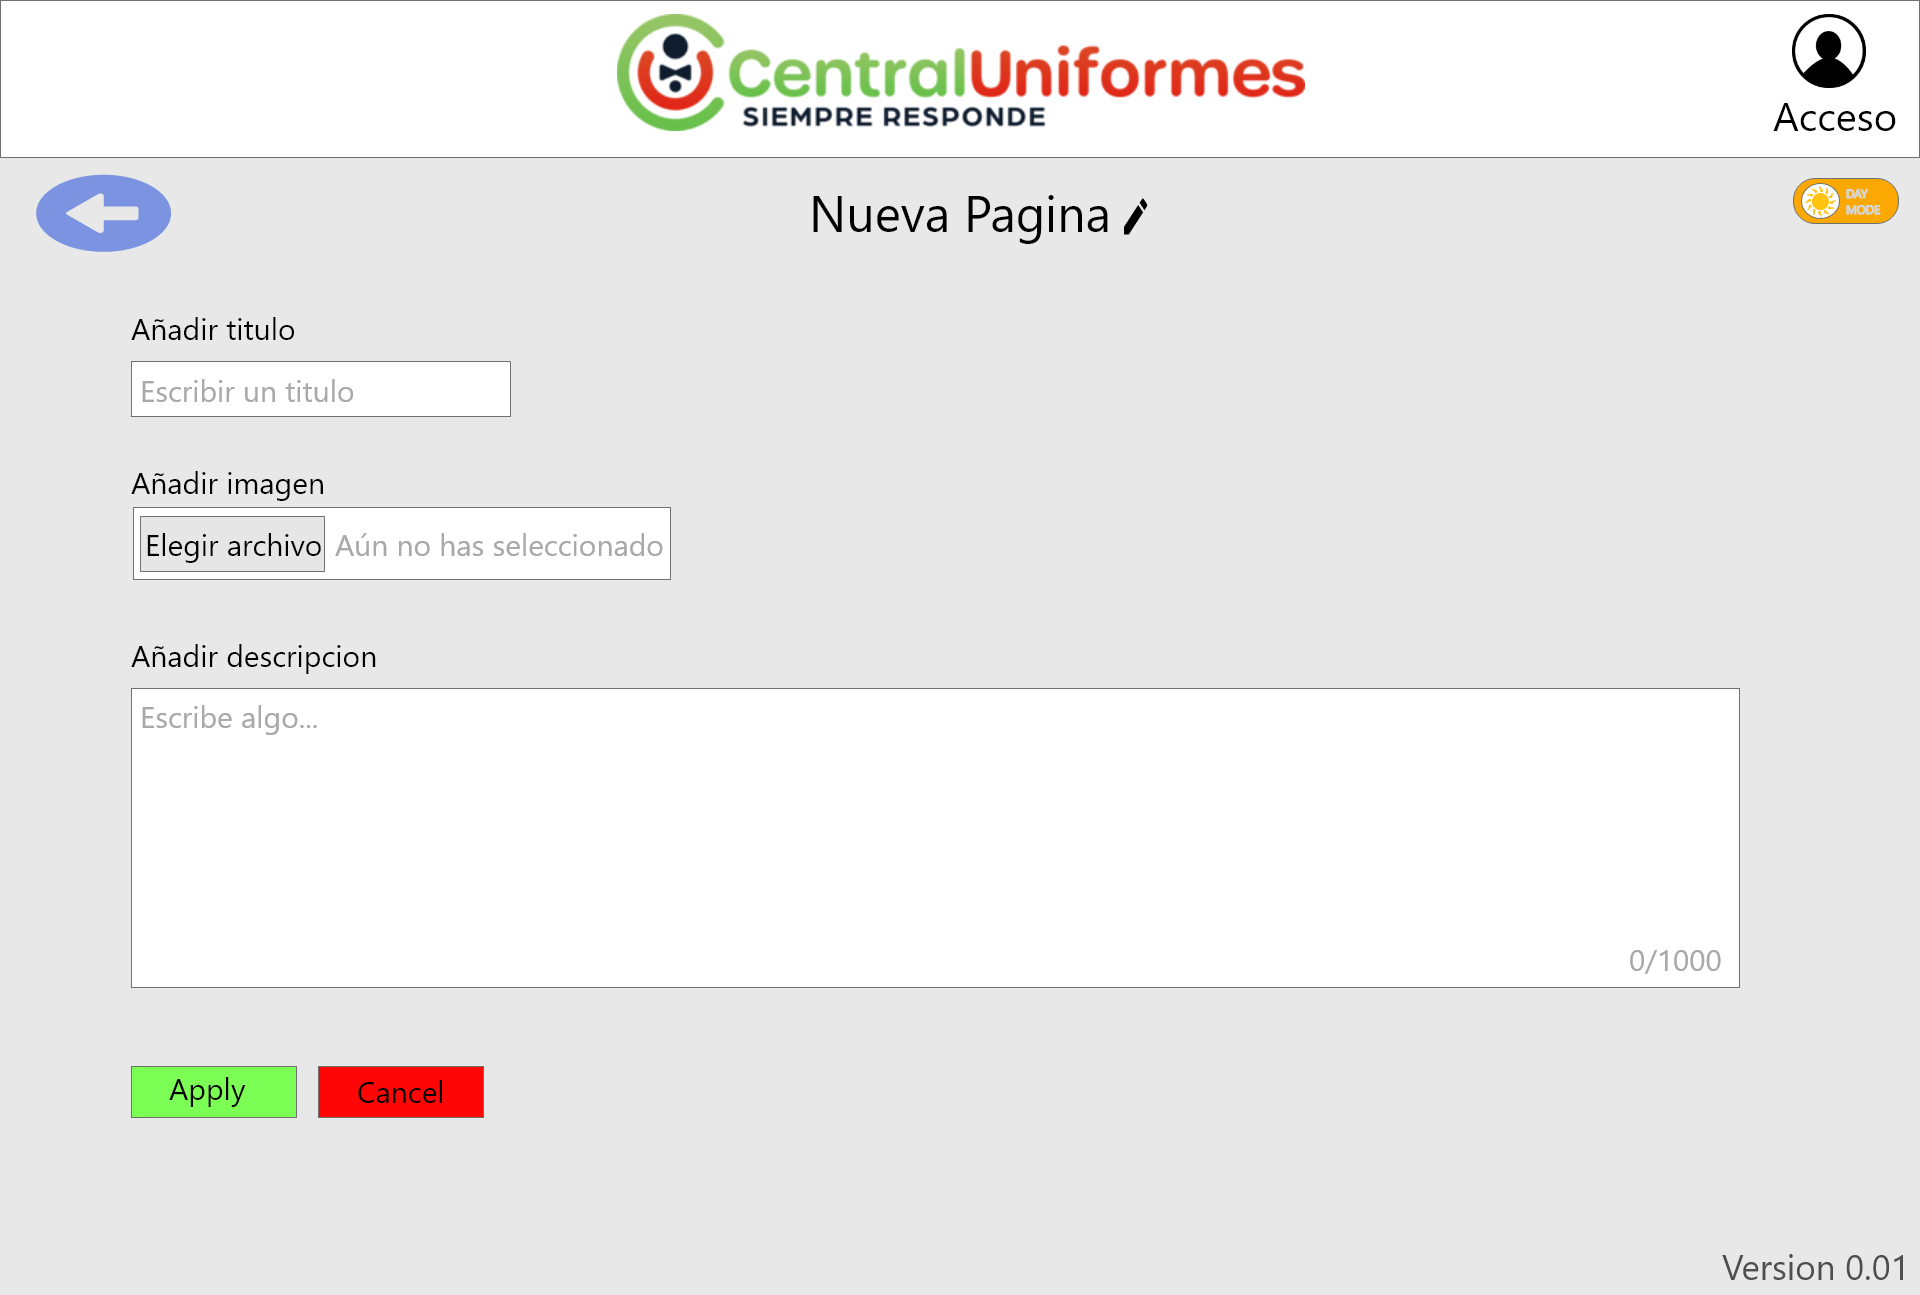 CentralUniformes
SIEMPRE RESPONDE
Acceso
Nueva Pagina
DAY
MODE
Añadir titulo
Escribir un titulo
Añadir imagen
Elegir archivo Aún no has seleccionado
Añadir descripcion
Escribe algo...
0/1000
Apply Cancel
Version 0.01